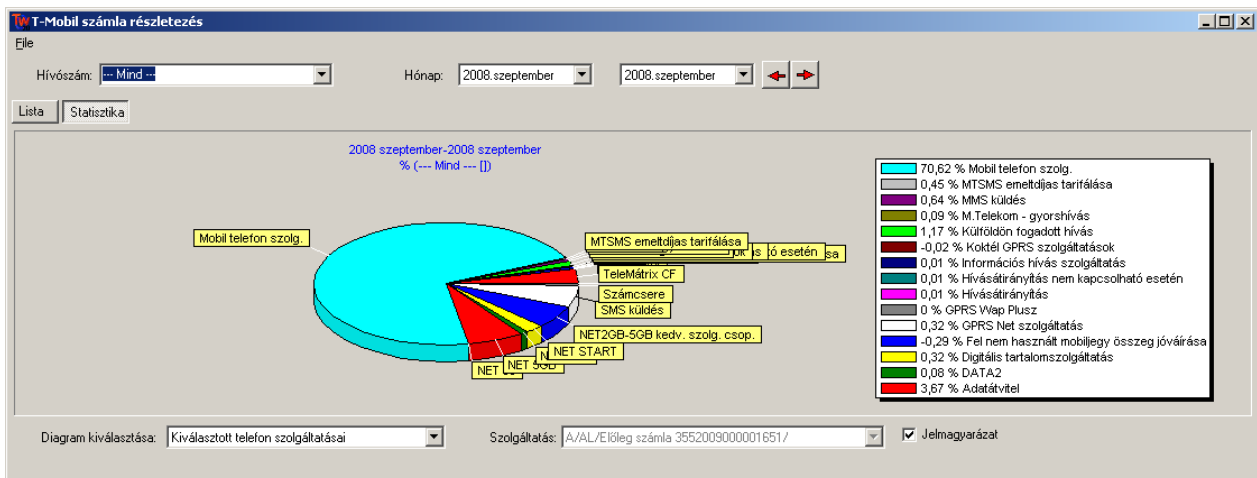 T-Mobil számla részletezés
File
Hívószám: --- Mind ---
Hónap: 2008.szeptember 2008.szeptember
Lista Statisztika
2008 szeptember-2008 szeptember
% (--- Mind --- [])
Mobil telefon szolg.
MTSMS emeltdíjas tarifálása
tó esetén
sa
TeleMátrix CF
Számcsere
SMS küldés
NET2GB-5GB kedv. szolg. csop.
NET START
NET 5GB
NET
70,62 % Mobil telefon szolg.
0,45 % MTSMS emeltdíjas tarifálása
0,64 % MMS küldés
0,09 % M.Telekom - gyorshívás
1,17 % Külföldön fogadott hívás
-0,02 % Koktél GPRS szolgáltatások
0,01 % Információs hívás szolgáltatás
0,01 % Hívásátirányítás nem kapcsolható esetén
0,01 % Hívásátirányítás
0 % GPRS Wap Plusz
0,32 % GPRS Net szolgáltatás
-0,29 % Fel nem használt mobiljegy összeg jóváírása
0,32 % Digitális tartalomszolgáltatás
0,08 % DATA2
3,67 % Adatátvitel
Diagram kiválasztása: Kiválasztott telefon szolgáltatásai
Szolgáltatás: A/AL/Előleg számla 3552009000001651/
Jelmagyarázat